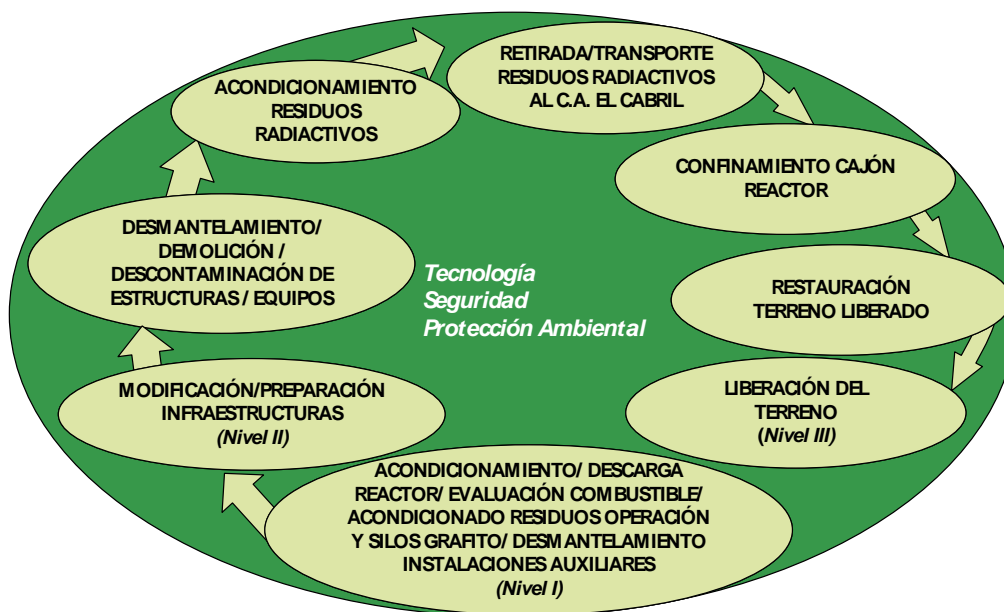 RETIRADA/TRANSPORTE
RESIDUOS RADIACTIVOS
AL C.A. EL CABRIL
ACONDICIONAMIENTO
RESIDUOS
RADIACTIVOS
CONFINAMIENTO CAJÓN
REACTOR
DESMANTELAMIENTO/
DEMOLICIÓN /
DESCONTAMINACIÓN DE
ESTRUCTURAS / EQUIPOS
Tecnología
Seguridad
Protección Ambiental
RESTAURACIÓN
TERRENO LIBERADO
MODIFICACIÓN/PREPARACIÓN
INFRAESTRUCTURAS
(Nivel II)
LIBERACIÓN DEL
TERRENO
(Nivel III)
ACONDICIONAMIENTO/ DESCARGA
REACTOR/ EVALUACIÓN COMBUSTIBLE/
ACONDICIONADO RESIDUOS OPERACIÓN
Y SILOS GRAFITO/ DESMANTELAMIENTO
INSTALACIONES AUXILIARES
(Nivel I)